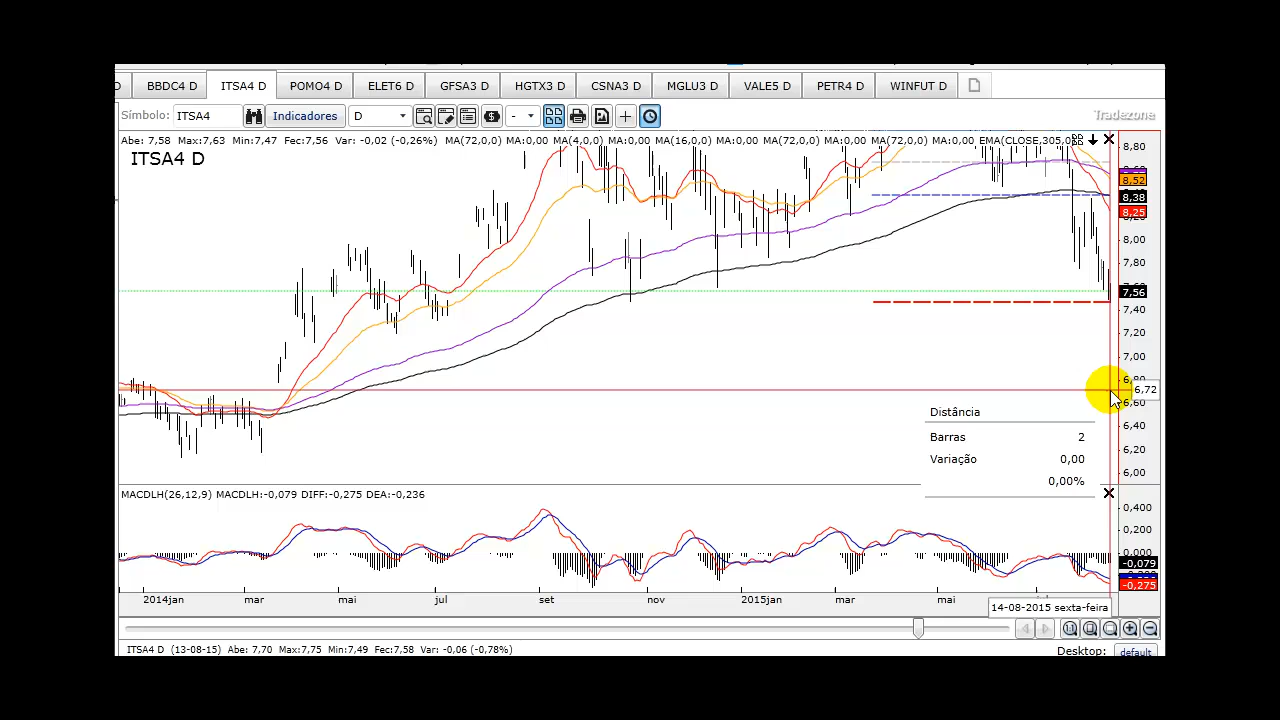 D BBDC4 D ITSA4 D POMO4 D ELET6 D GFSA3 D HGTX3 D CSNA3 D MGLU3 D VALE5 D PETR4 D WINFUT D
Símbolo: ITSA4 Indicadores D - Tradezone
Abe: 7,58 Max:7,63 Min:7,47 Fec:7,56 Var: -0,02 (-0,26%) MA(72,0,0) MA:0,00 MA(4,0,0) MA:0,00 MA(16,0,0) MA:0,00 MA(72,0,0) MA:0,00 MA(72,0,0) EMA(CLOSE,305,0
ITSA4 D
8,80
8,52
8,38
8,25
8,20
8,00
7,80
7,56
7,40
7,20
7,00
6,80
6,72
6,60
6,40
6,20
6,00
Distância
Barras 2
Variação 0,00
0,00%
MACDLH(26,12,9) MACDLH:-0,079 DIFF:-0,275 DEA:-0,236
0,400
0,200
0,000
-0,079
-0,275
2014jan mar mai jul set nov 2015jan mar mai
14-08-2015 sexta-feira
1:1
ITSA4 D (13-08-15) Abe: 7,70 Max:7,75 Min:7,49 Fec:7,58 Var: -0,06 (-0,78%) Desktop: default